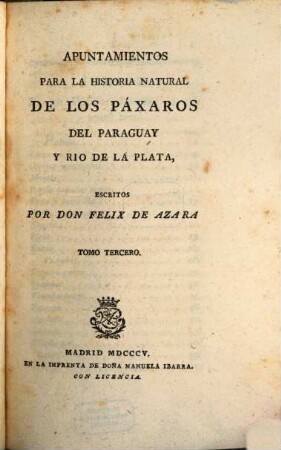 APUNTAMIENTOS
PARA LA HISTORIA NATURAL
DE LOS PÁXAROS
DEL PARAGUAY
Y RIO DE LA PLATA,
ESCRITOS
POR DON FELIX DE AZARA
TOMO TERCERO.
MADRID MDCCCV.
EN LA IMPRENTA DE DOÑA MANUELA IBARRA.
CON LICENCIA.